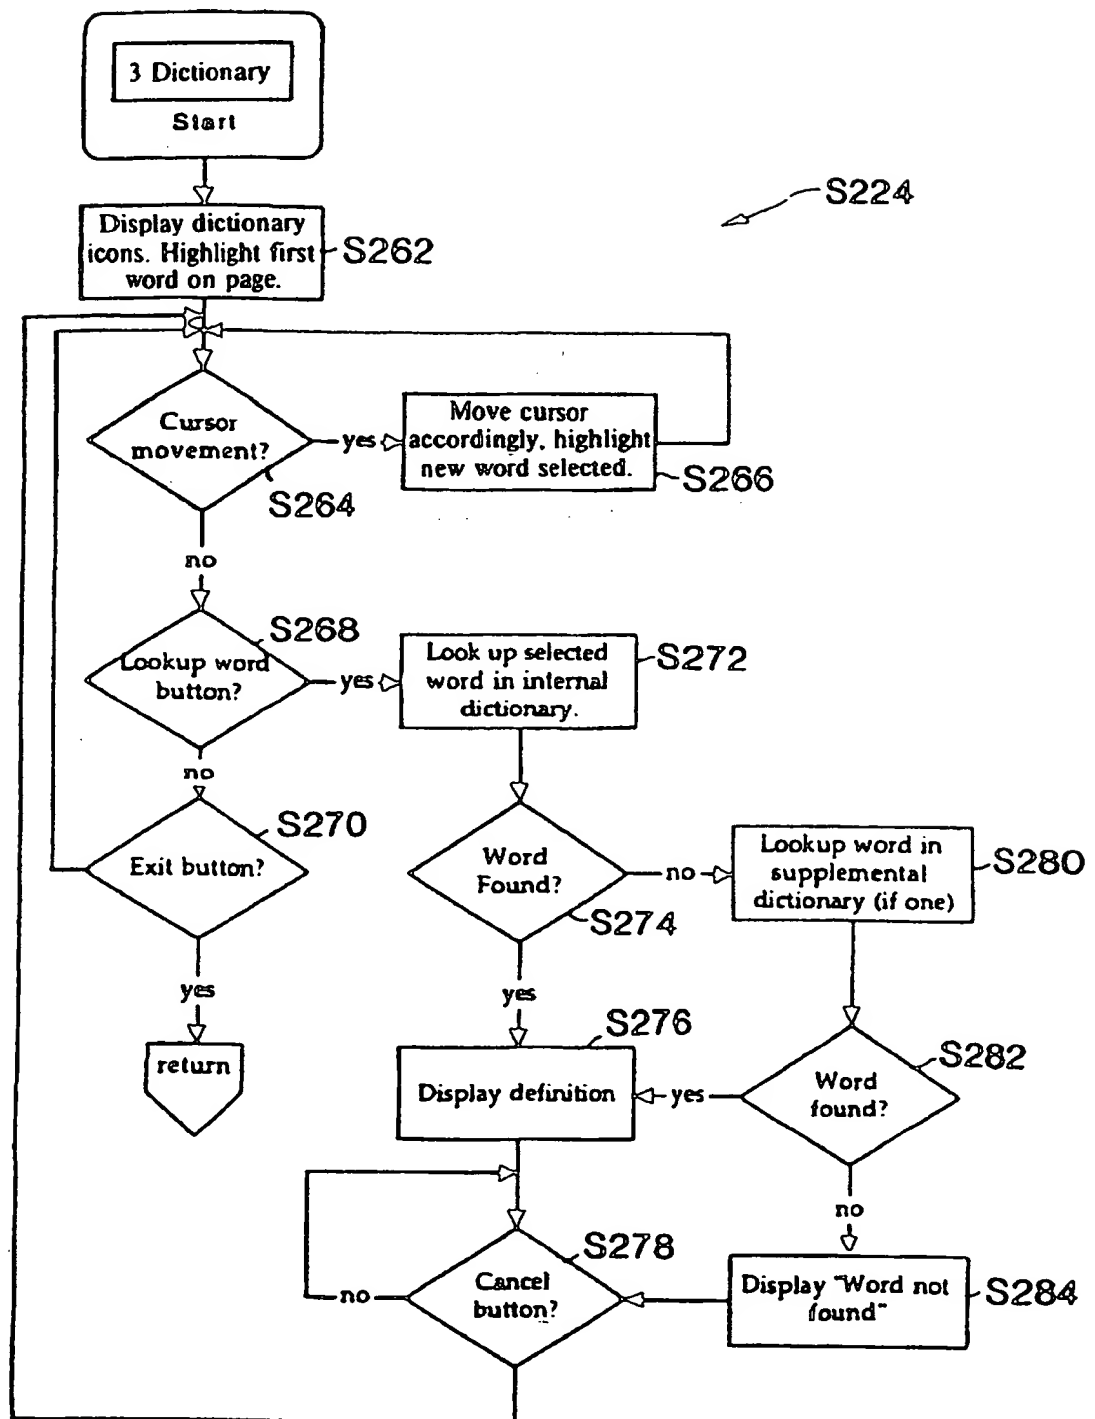 3 Dictionary
Start
S224
Display dictionary
icons. Highlight first
word on page.
S262
Cursor
movement?
S264
yes
Move cursor
accordingly, highlight
new word selected.
S266
no
Lookup word
button?
S268
yes
Look up selected
word in internal
dictionary.
S272
no
Exit button?
S270
yes
return
Word
Found?
S274
no
Lookup word in
supplemental
dictionary (if one)
S280
yes
Display definition
S276
yes
Word
found?
S282
no
Cancel
button?
S278
no
Display "Word not
found"
S284